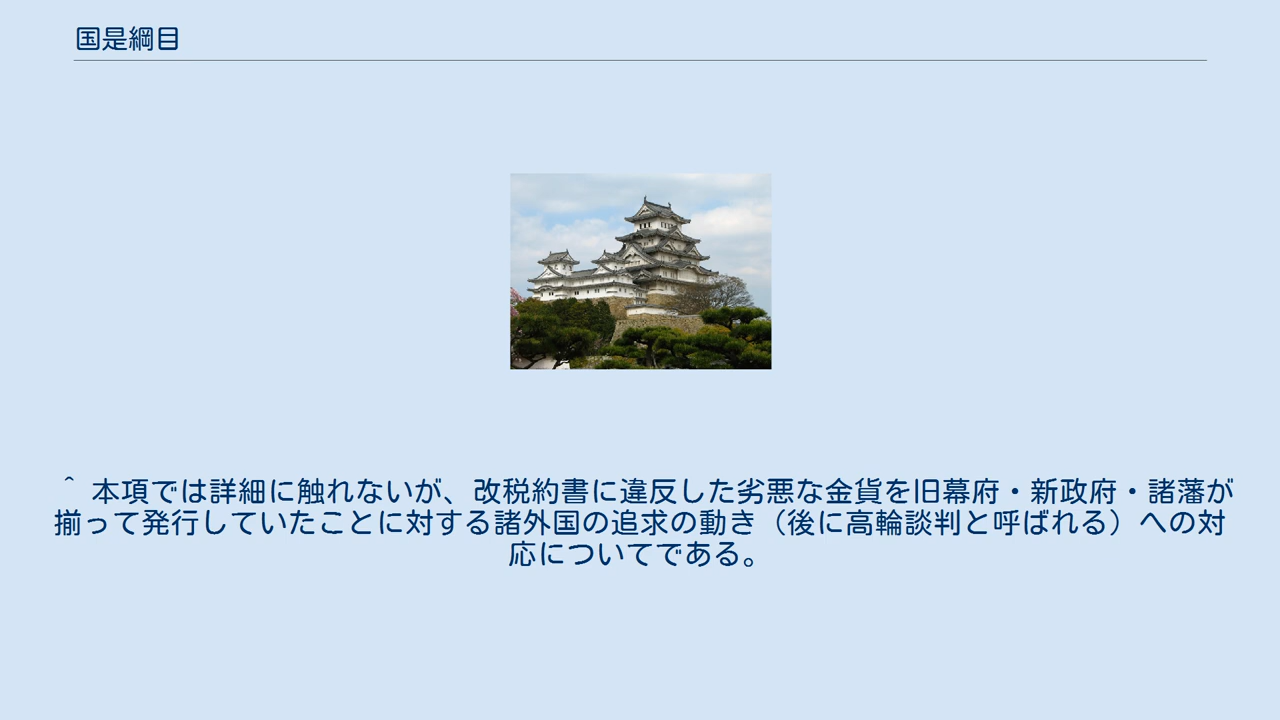 国是綱目
^ 本項では詳細に触れないが、改税約書に違反した劣悪な金貨を旧幕府・新政府・諸藩が
揃って発行していたことに対する諸外国の追求の動き（後に高輪談判と呼ばれる）への対
応についてである。